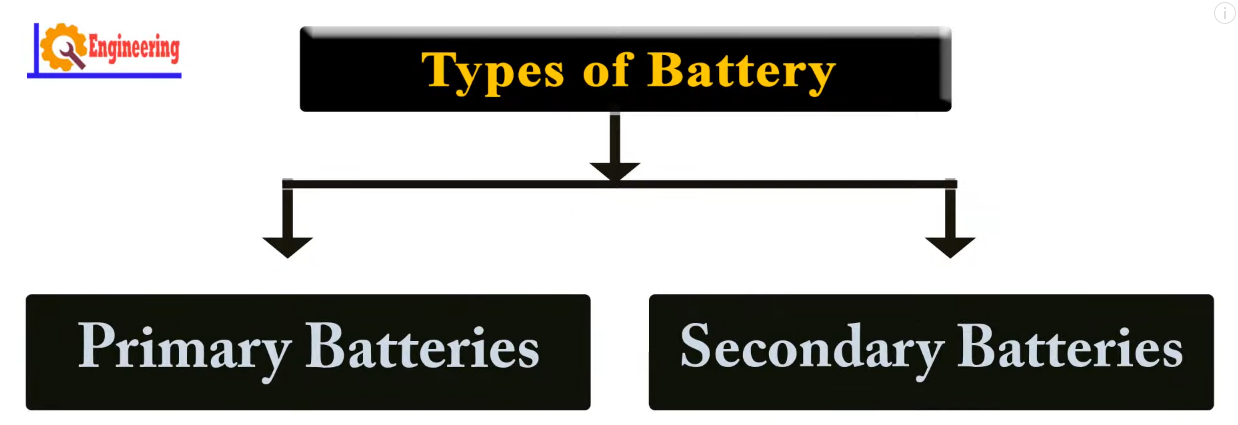 Engineering
Types of Battery
Primary Batteries
Secondary Batteries